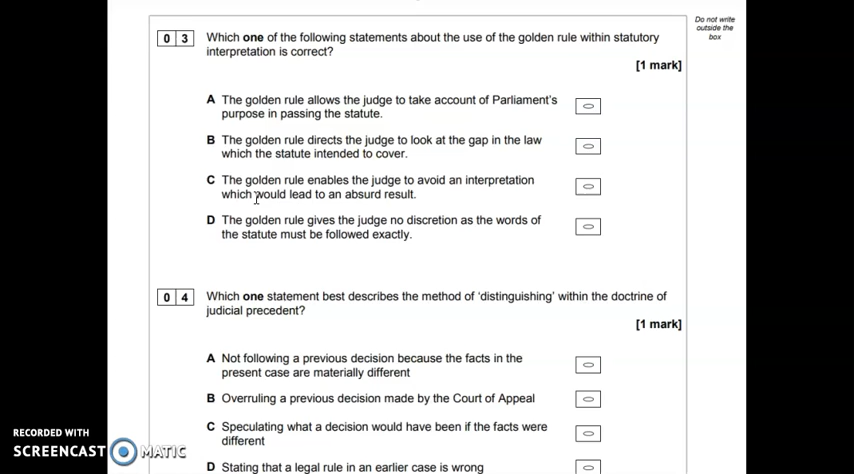 Do not write
outside the
box
0 3 Which one of the following statements about the use of the golden rule within statutory
interpretation is correct?
[1 mark]
A The golden rule allows the judge to take account of Parliament's
purpose in passing the statute.
B The golden rule directs the judge to look at the gap in the law
which the statute intended to cover.
C The golden rule enables the judge to avoid an interpretation
which would lead to an absurd result.
D The golden rule gives the judge no discretion as the words of
the statute must be followed exactly.
0 4 Which one statement best describes the method of 'distinguishing' within the doctrine of
judicial precedent?
[1 mark]
A Not following a previous decision because the facts in the
present case are materially different
B Overruling a previous decision made by the Court of Appeal
C Speculating what a decision would have been if the facts were
different
D Stating that a legal rule in an earlier case is wrong
RECORDED WITH
SCREENCAST MATIC